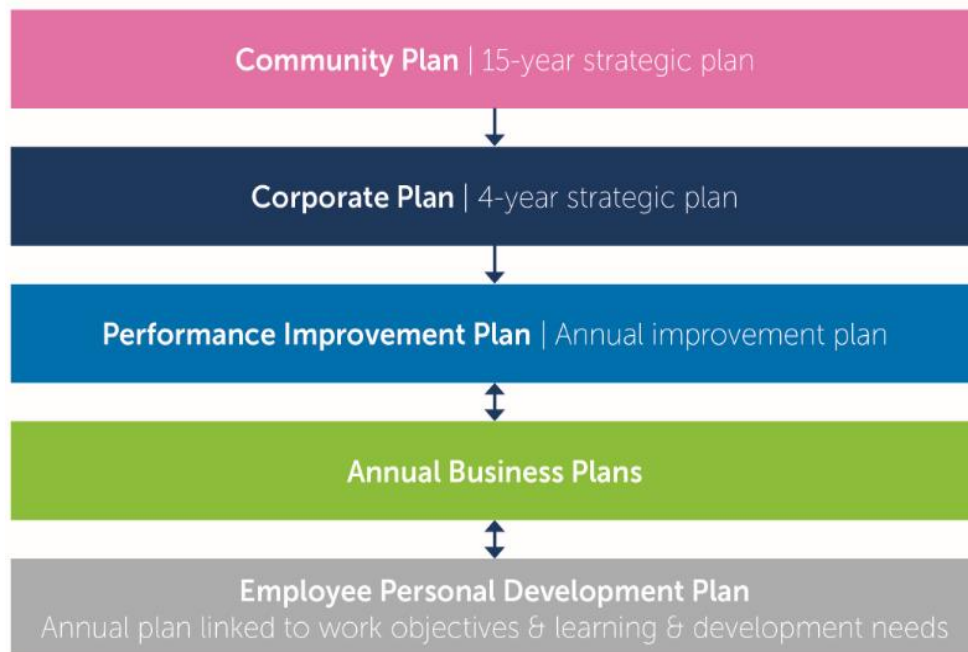 Community Plan | 15-year strategic plan
Corporate Plan | 4-year strategic plan
Performance Improvement Plan | Annual improvement plan
Annual Business Plans
Employee Personal Development Plan
Annual plan linked to work objectives & learning & development needs